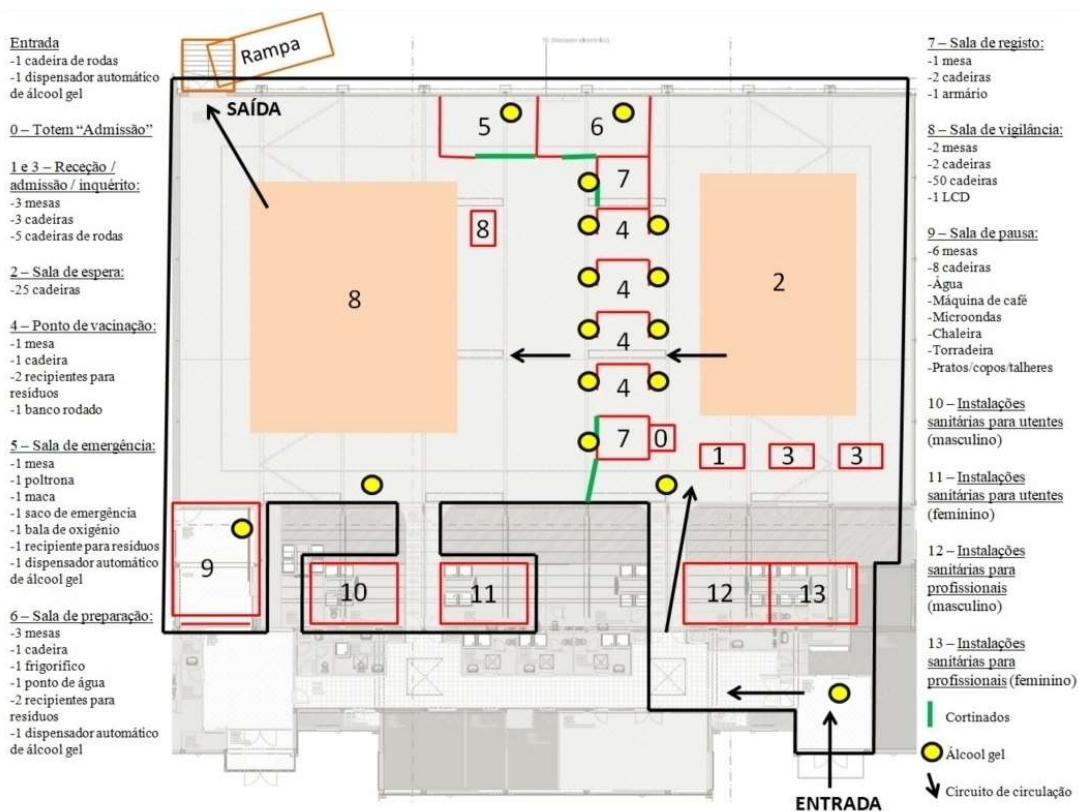 Entrada
-1 cadeira de rodas
-1 dispensador automático
de álcool gel
0 – Totem “Admissão”
1 e 3 – Receção /
admissão / inquérito:
-3 mesas
-3 cadeiras
-5 cadeiras de rodas
2 – Sala de espera:
-25 cadeiras
4 – Ponto de vacinação:
-1 mesa
-1 cadeira
-2 recipientes para
resíduos
-1 banco rodado
5 – Sala de emergência:
-1 mesa
-1 poltrona
-1 maca
-1 saco de emergência
-1 bala de oxigénio
-1 recipiente para resíduos
-1 dispensador automático
de álcool gel
6 – Sala de preparação:
-3 mesas
-1 cadeira
-1 frigorífico
-1 ponto de água
-2 recipientes para
resíduos
-1 dispensador automático
de álcool gel
Rampa
SAÍDA
5
6
7
8
4
8
4
2
4
4
7
0
1
3
3
9
10
11
12
13
ENTRADA
7 – Sala de registo:
-1 mesa
-2 cadeiras
-1 armário
8 – Sala de vigilância:
-2 mesas
-2 cadeiras
-50 cadeiras
-1 LCD
9 – Sala de pausa:
-6 mesas
-8 cadeiras
-Água
-Máquina de café
-Microondas
-Chaleira
-Torradeira
-Pratos/copos/talheres
10 – Instalações
sanitárias para utentes
(masculino)
11 – Instalações
sanitárias para utentes
(feminino)
12 – Instalações
sanitárias para
profissionais
(masculino)
13 – Instalações
sanitárias para
profissionais (feminino)
Cortinados
Álcool gel
Circuito de circulação